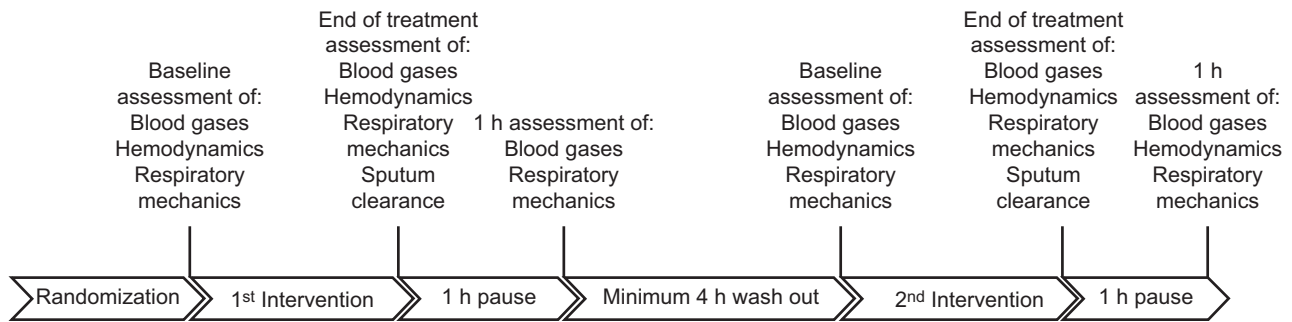 Baseline
assessment of:
Blood gases
Hemodynamics
Respiratory
mechanics
End of treatment
assessment of:
Blood gases
Hemodynamics
Respiratory
mechanics
Sputum
clearance
1 h assessment of:
Blood gases
Respiratory
mechanics
Baseline
assessment of:
Blood gases
Hemodynamics
Respiratory
mechanics
End of treatment
assessment of:
Blood gases
Hemodynamics
Respiratory
mechanics
Sputum
clearance
1 h
assessment of:
Blood gases
Hemodynamics
Respiratory
mechanics
Randomization
1st Intervention
1 h pause
Minimum 4 h wash out
2nd Intervention
1 h pause